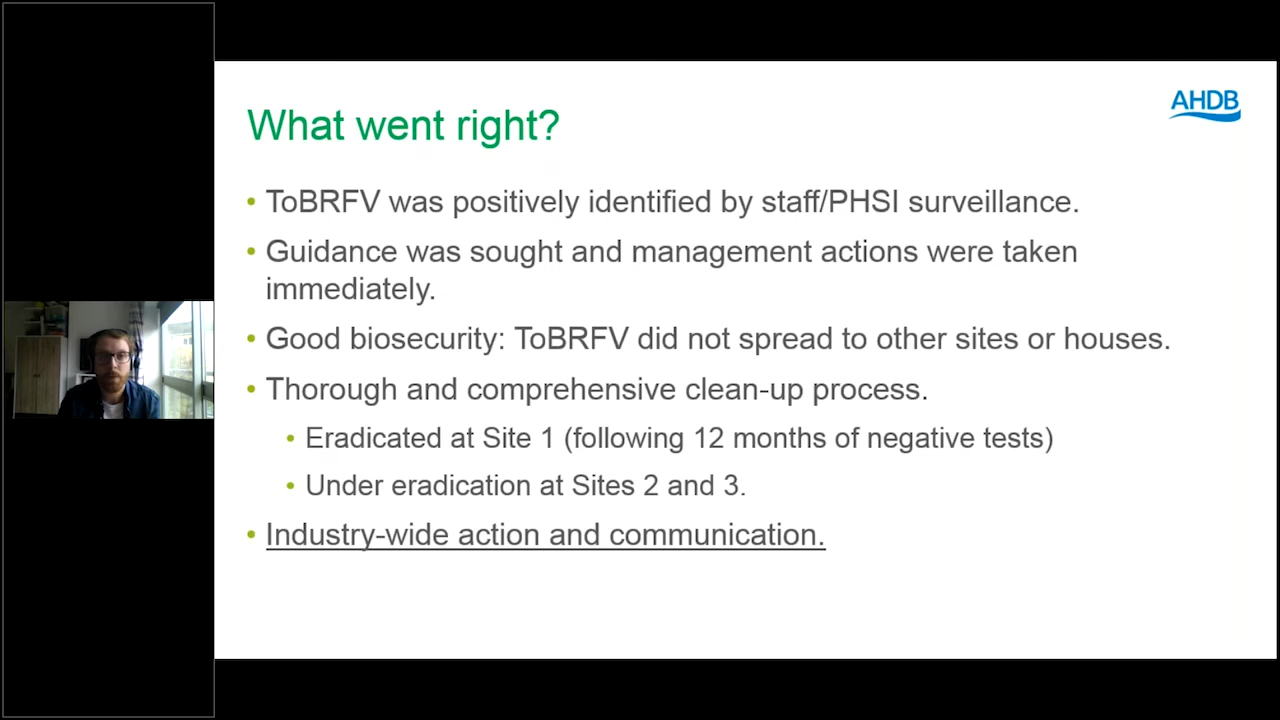 AHDB
What went right?
• ToBRFV was positively identified by staff/PHSI surveillance.
• Guidance was sought and management actions were taken
immediately.
• Good biosecurity: ToBRFV did not spread to other sites or houses.
• Thorough and comprehensive clean-up process.
• Eradicated at Site 1 (following 12 months of negative tests)
• Under eradication at Sites 2 and 3.
• Industry-wide action and communication.